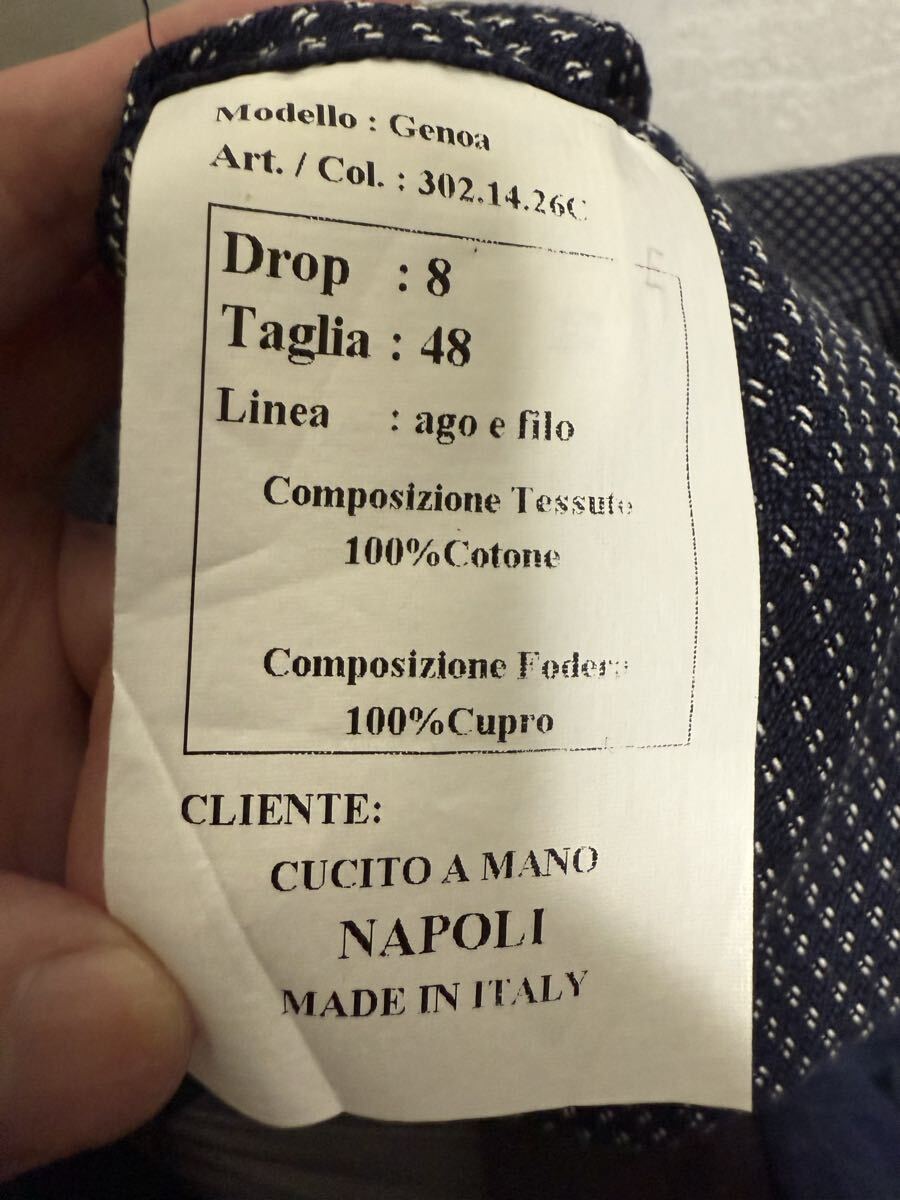 Modello : Genoa
Art. / Col. : 302.14.26C
Drop : 8
Taglia : 48
Linea : ago e filo
Composizione Tessuto
100%Cotone
Composizione Fodera
100%Cupro
CLIENTE:
CUCITO A MANO
NAPOLI
MADE IN ITALY